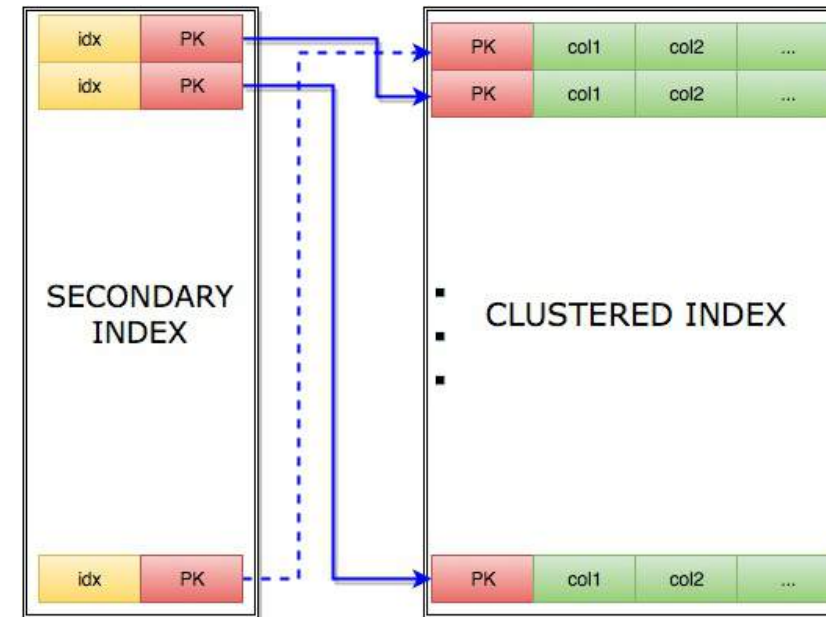 idx PK
idx PK
SECONDARY
INDEX
idx PK
PK col1 col2 ...
PK col1 col2 ...
CLUSTERED INDEX
PK col1 col2 ...